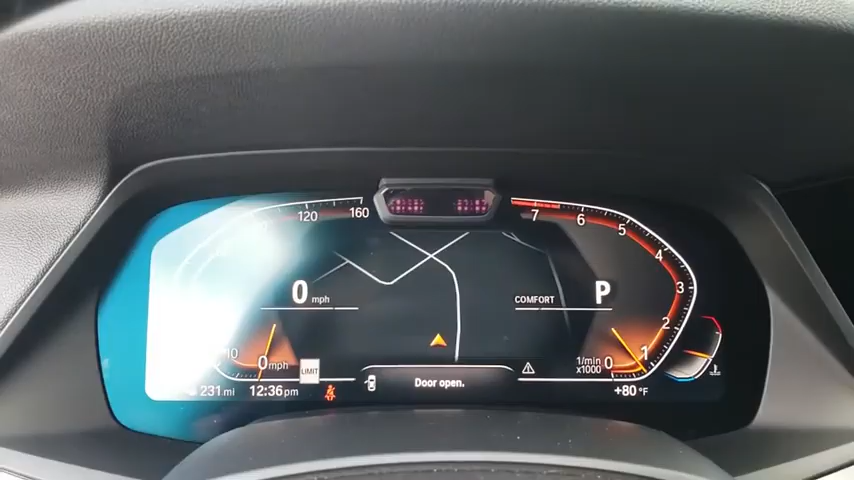 120 160
7 6 5 4 3 2 1 0
0 mph
COMFORT P
10
0 mph
LIMIT
1/min
x1000
231 mi 12:36 pm
Door open.
+80 °F